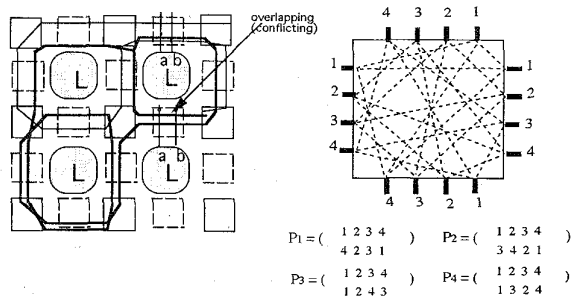 overlapping
(conflicting)
a b
L
L
a b
L
L
4 3 2 1
1 1
2 2
3 3
4 4
4 3 2 1
P1 = ( 1 2 3 4 ) P2 = ( 1 2 3 4 )
4 2 3 1 3 4 2 1
P3 = ( 1 2 3 4 ) P4 = ( 1 2 3 4 )
1 2 4 3 1 3 2 4